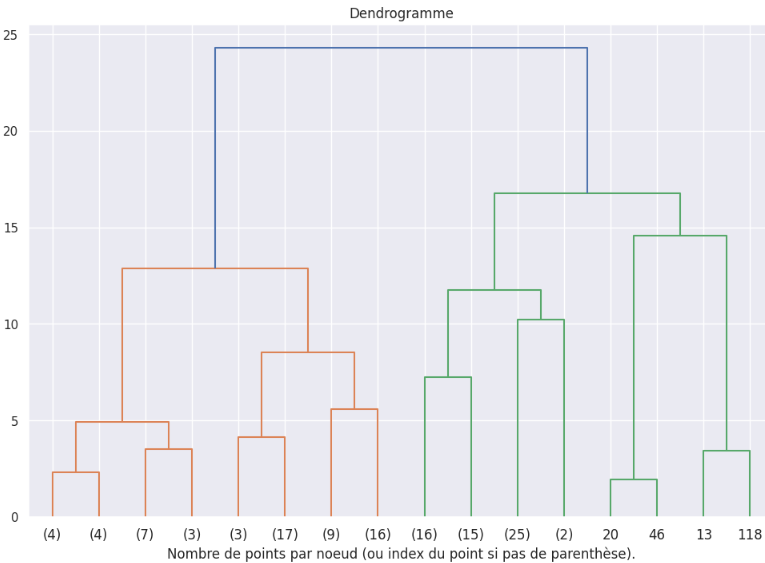 Dendrogramme
25
20
15
10
5
0
(4) (4) (7) (3) (3) (17) (9) (16) (16) (15) (25) (2) 20 46 13 118
Nombre de points par noeud (ou index du point si pas de parenthèse).